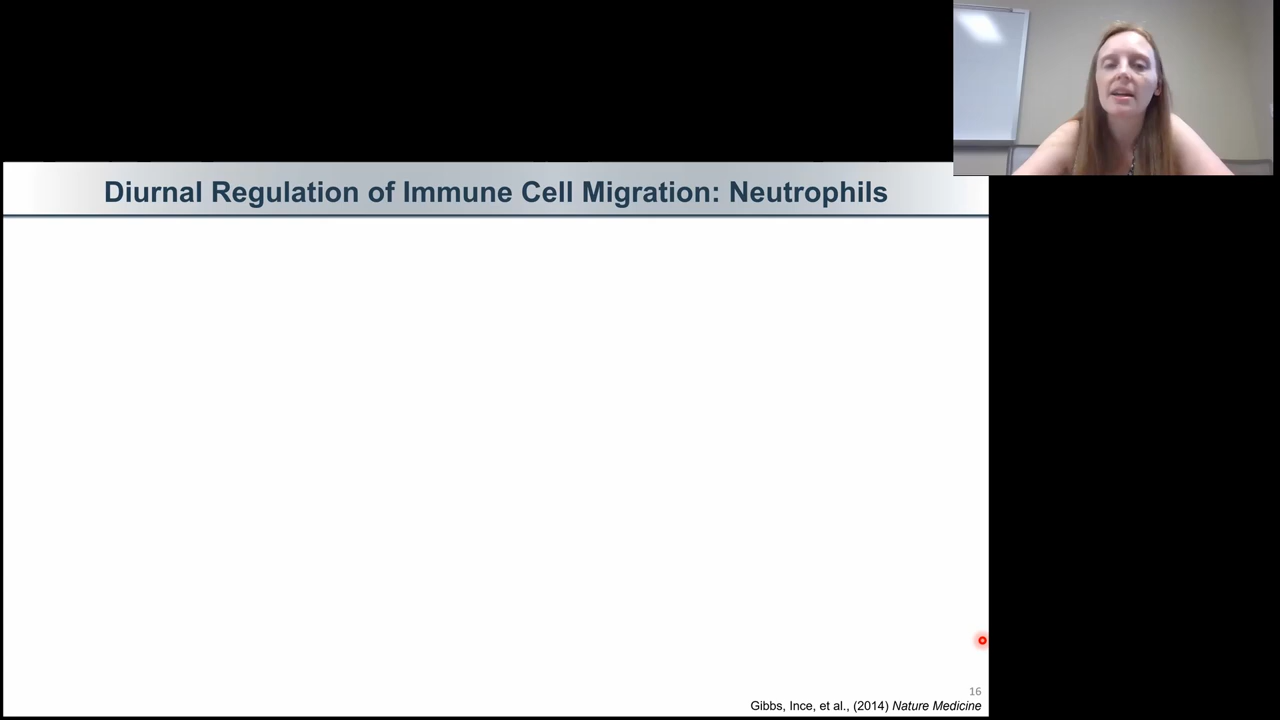 Diurnal Regulation of Immune Cell Migration: Neutrophils
16
Gibbs, Ince, et al., (2014) Nature Medicine